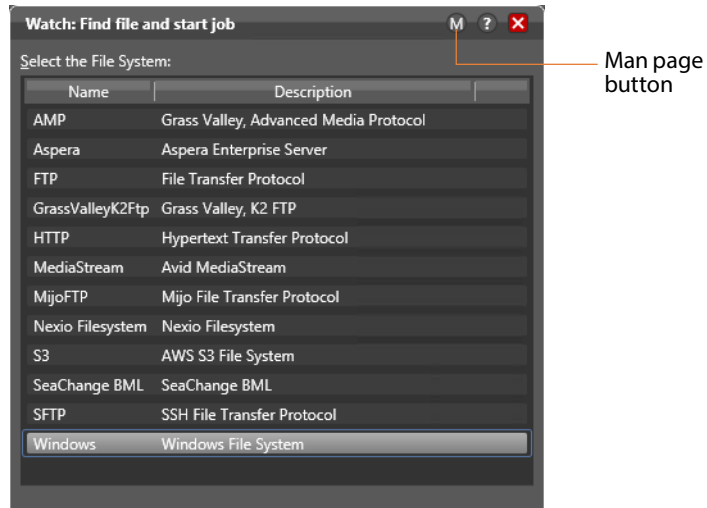 Watch: Find file and start job M ?
Select the File System:
Man page
button
Name Description
AMP Grass Valley, Advanced Media Protocol
Aspera Aspera Enterprise Server
FTP File Transfer Protocol
GrassValleyK2Ftp Grass Valley, K2 FTP
HTTP Hypertext Transfer Protocol
MediaStream Avid MediaStream
MijoFTP Mijo File Transfer Protocol
Nexio Filesystem Nexio Filesystem
S3 AWS S3 File System
SeaChange BML SeaChange BML
SFTP SSH File Transfer Protocol
Windows Windows File System